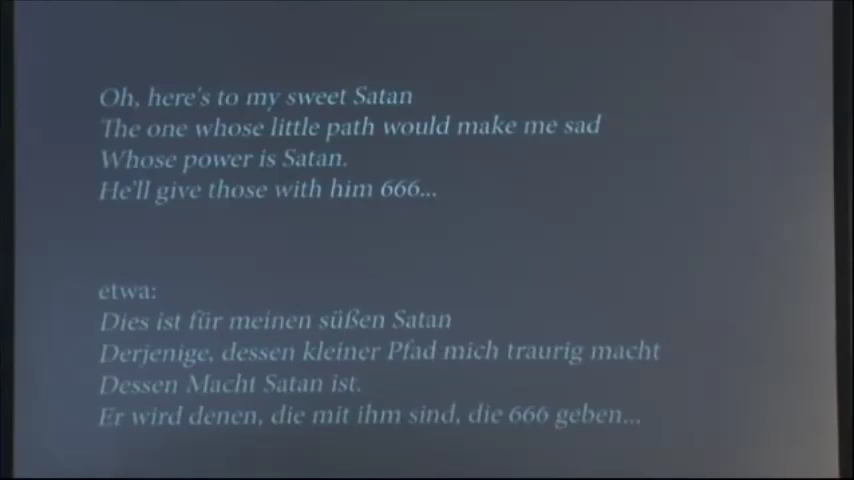 Oh, here's to my sweet Satan
The one whose little path would make me sad
Whose power is Satan.
He'll give those with him 666...
etwa:
Dies ist für meinen süßen Satan
Derjenige, dessen kleiner Pfad mich traurig macht
Dessen Macht Satan ist.
Er wird denen, die mit ihm sind, die 666 geben...